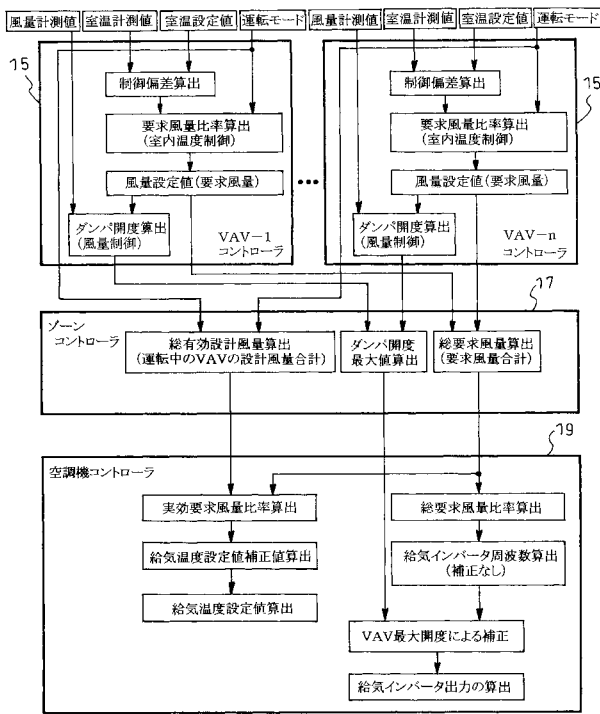 風量計測値 室温計測値 室温設定値 運転モード 風量計測値 室温計測値 室温設定値 運転モード
15
制御偏差算出
要求風量比率算出
(室内温度制御)
風量設定値(要求風量)
ダンパ開度算出
(風量制御)
VAV-1
コントローラ
•••
15
制御偏差算出
要求風量比率算出
(室内温度制御)
風量設定値(要求風量)
ダンパ開度算出
(風量制御)
VAV-n
コントローラ
17
ゾーン
コントローラ
総有効設計風量算出
(運転中のVAVの設計風量合計)
ダンパ開度
最大値算出
総要求風量算出
(要求風量合計)
19
空調機コントローラ
実効要求風量比率算出
給気温度設定値補正値算出
給気温度設定値算出
総要求風量比率算出
給気インバータ周波数算出
(補正なし)
VAV最大開度による補正
給気インバータ出力の算出